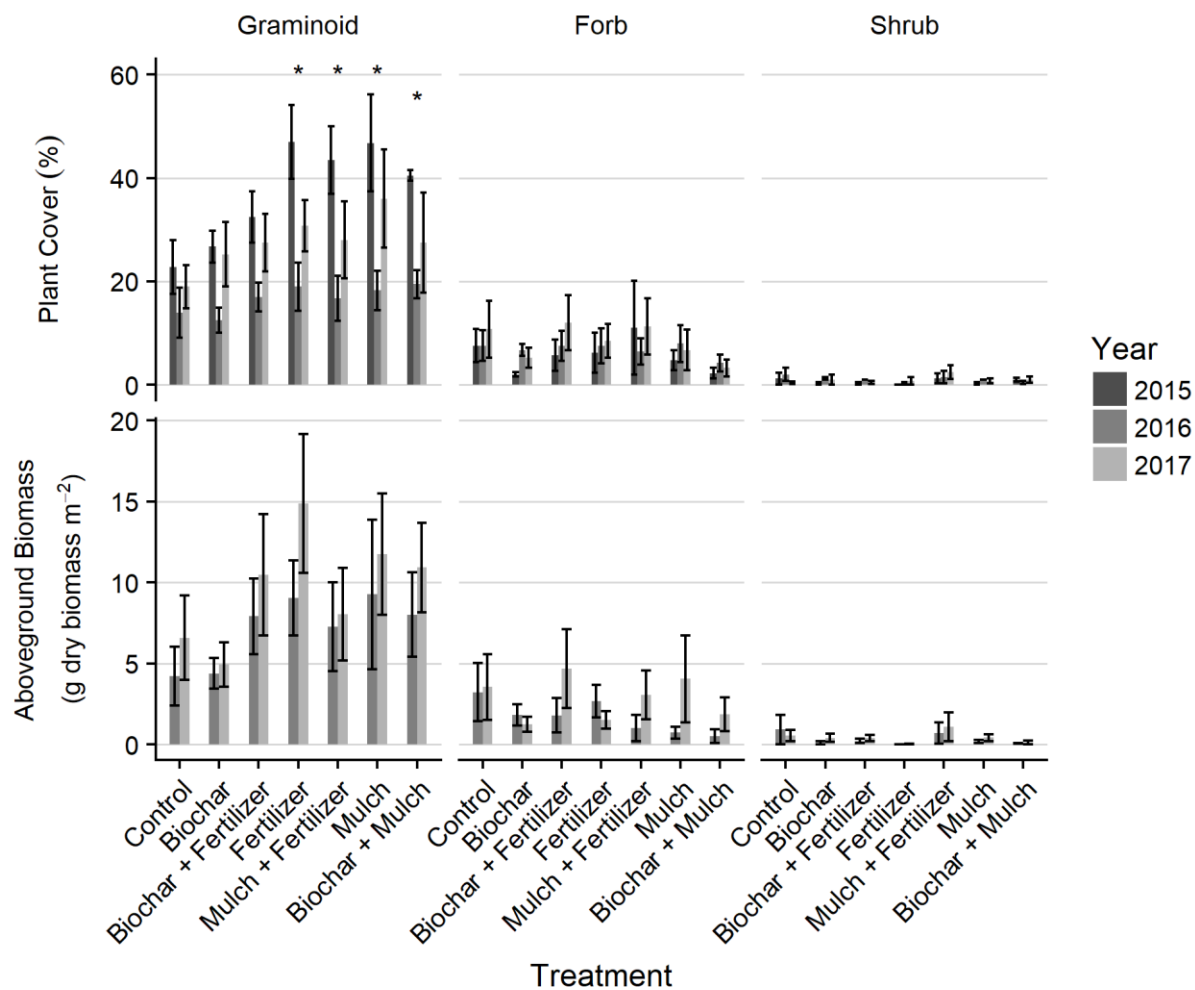 Graminoid Forb Shrub
Plant Cover (%)
60
40
20
0
* * * *
Aboveground Biomass
(g dry biomass m⁻²)
20
15
10
5
0
Control
Biochar
Biochar + Fertilizer
Fertilizer
Mulch + Fertilizer
Mulch
Biochar + Mulch
Control
Biochar
Biochar + Fertilizer
Fertilizer
Mulch + Fertilizer
Mulch
Biochar + Mulch
Control
Biochar
Biochar + Fertilizer
Fertilizer
Mulch + Fertilizer
Mulch
Biochar + Mulch
Treatment
Year
2015
2016
2017